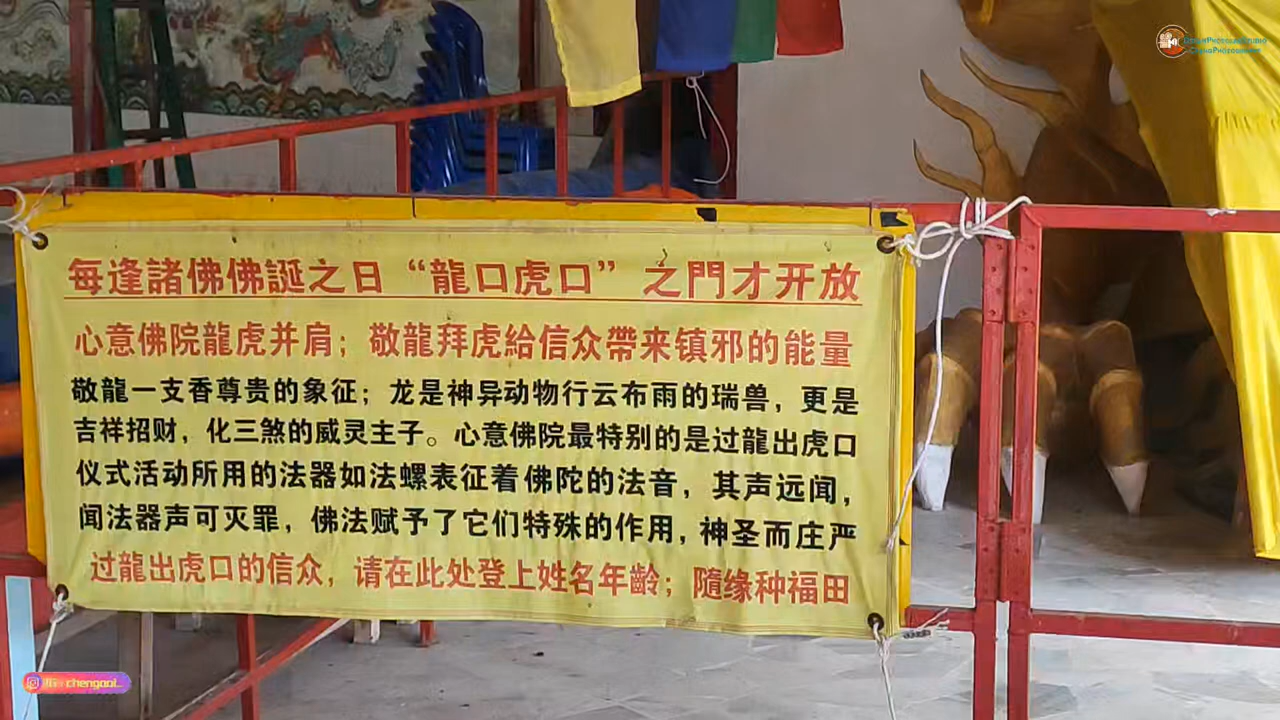 每逢諸佛佛誕之日“龍口虎口”之門才开放
心意佛院龍虎并肩；敬龍拜虎給信众帶来镇邪的能量
敬龍一支香尊贵的象征；龙是神异动物行云布雨的瑞兽，更是
吉祥招财，化三煞的威灵主子。心意佛院最特别的是过龍出虎口
仪式活动所用的法器如法螺表征着佛陀的法音，其声远闻，
闻法器声可灭罪，佛法赋予了它们特殊的作用，神圣而庄严
过龍出虎口的信众，请在此处登上姓名年齡；隨缘种福田